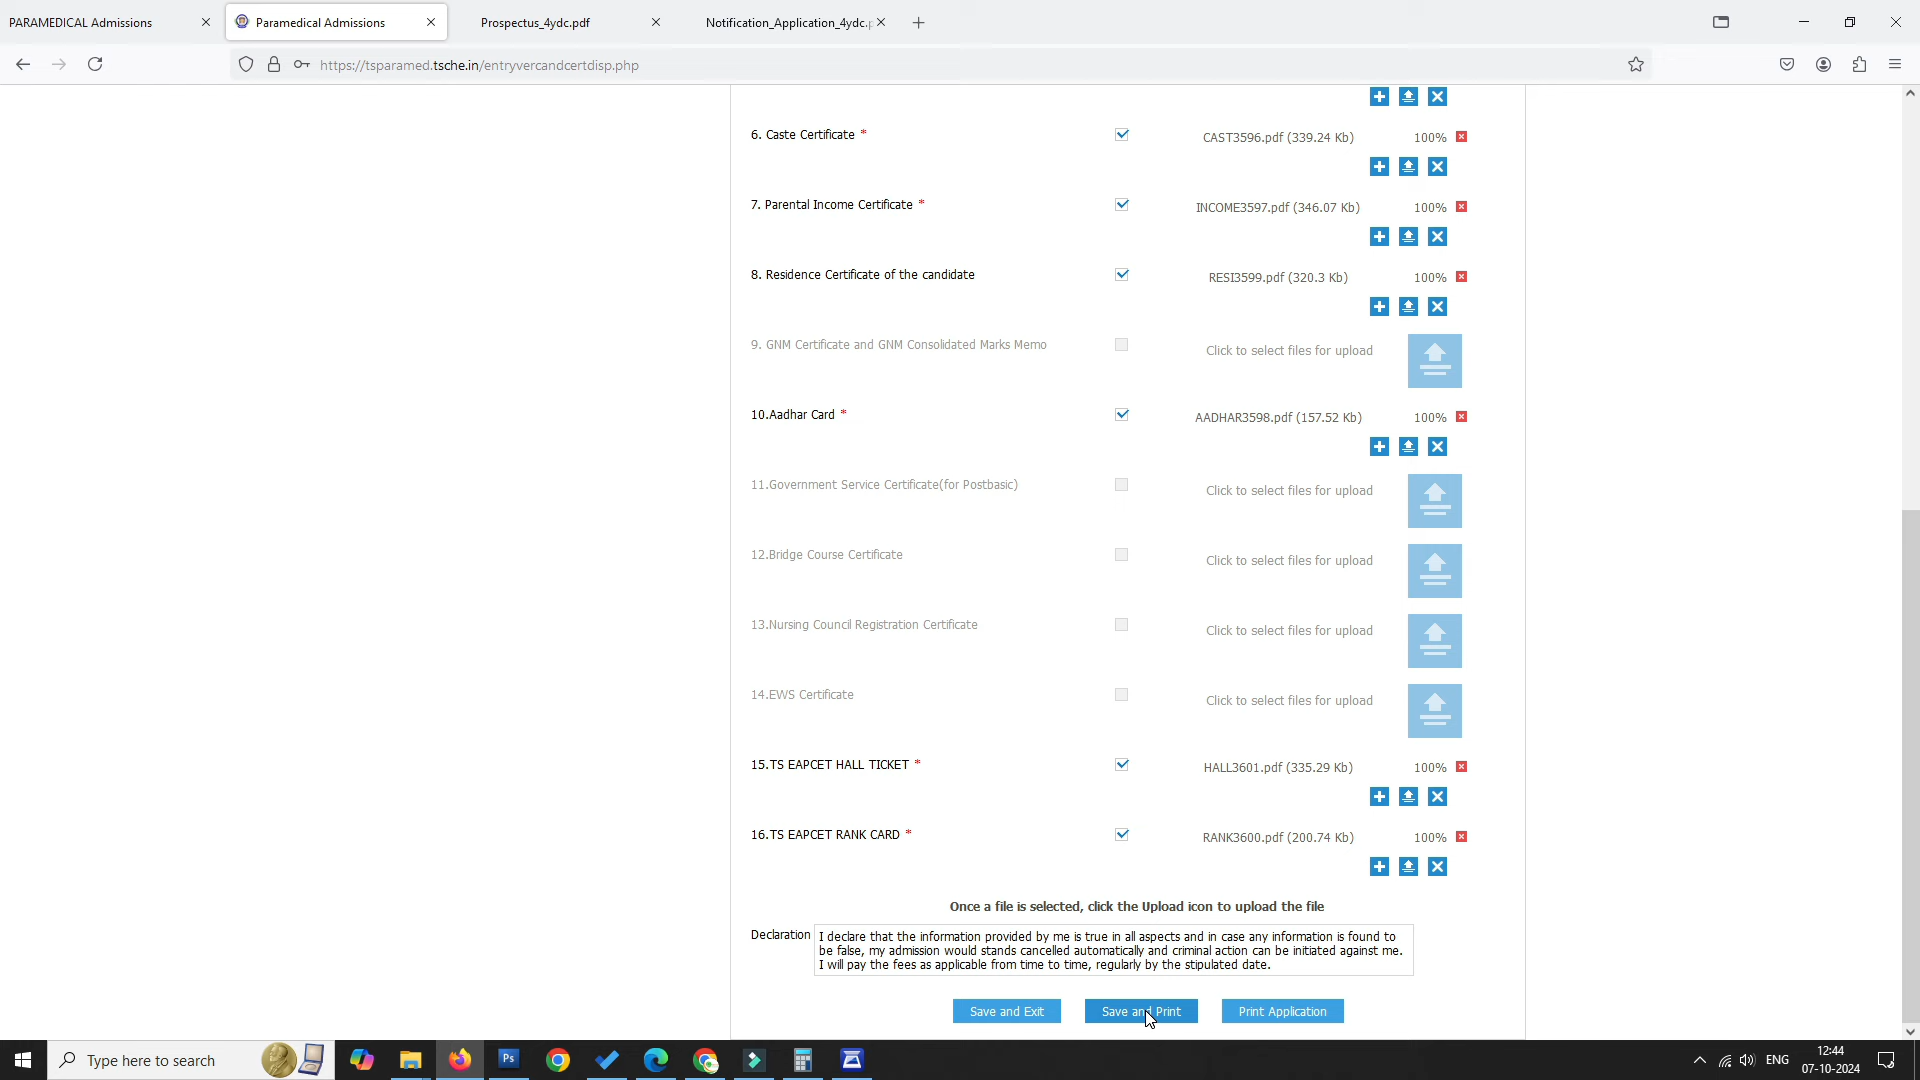 PARAMEDICAL Admissions
Paramedical Admissions
Prospectus_4ydc.pdf
Notification_Application_4ydc.p
https://tsparamed.tsche.in/entryvercandcertdisp.php
6. Caste Certificate *
CAST3596.pdf (339.24 Kb) 100%
7. Parental Income Certificate *
INCOME3597.pdf (346.07 Kb) 100%
8. Residence Certificate of the candidate
RESI3599.pdf (320.3 Kb) 100%
9. GNM Certificate and GNM Consolidated Marks Memo
Click to select files for upload
10.Aadhar Card *
AADHAR3598.pdf (157.52 Kb) 100%
11.Government Service Certificate(for Postbasic)
Click to select files for upload
12.Bridge Course Certificate
Click to select files for upload
13.Nursing Council Registration Certificate
Click to select files for upload
14.EWS Certificate
Click to select files for upload
15.TS EAPCET HALL TICKET *
HALL3601.pdf (335.29 Kb) 100%
16.TS EAPCET RANK CARD *
RANK3600.pdf (200.74 Kb) 100%
Once a file is selected, click the Upload icon to upload the file
Declaration
I declare that the information provided by me is true in all aspects and in case any information is found to
be false, my admission would stands cancelled automatically and criminal action can be initiated against me.
I will pay the fees as applicable from time to time, regularly by the stipulated date.
Save and Exit
Save and Print
Print Application
Type here to search
Ps
ENG
12:44
07-10-2024